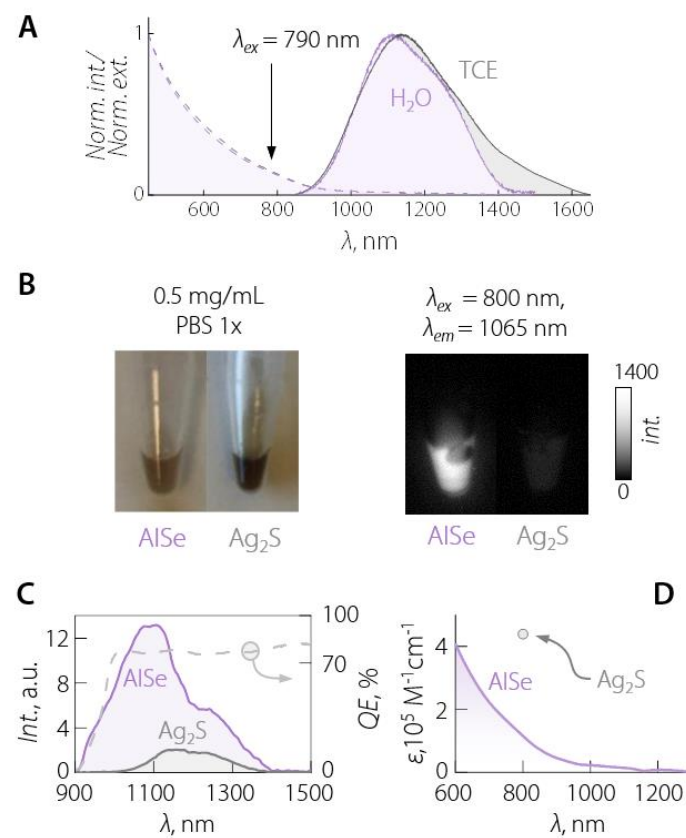 A
λex = 790 nm
Norm. int/
Norm. ext.
1
0
TCE
H₂O
600
800
1000
1200
1400
1600
λ, nm
B
0.5 mg/mL
PBS 1x
λex = 800 nm,
λem = 1065 nm
1400
int.
0
AISe
Ag₂S
AISe
Ag₂S
C
Int., a.u.
12
8
4
0
100
70
0
QE, %
AISe
Ag₂S
900
1100
1300
1500
λ, nm
D
ε,10⁵ M⁻¹cm⁻¹
4
2
0
AISe
Ag₂S
600
800
1000
1200
λ, nm